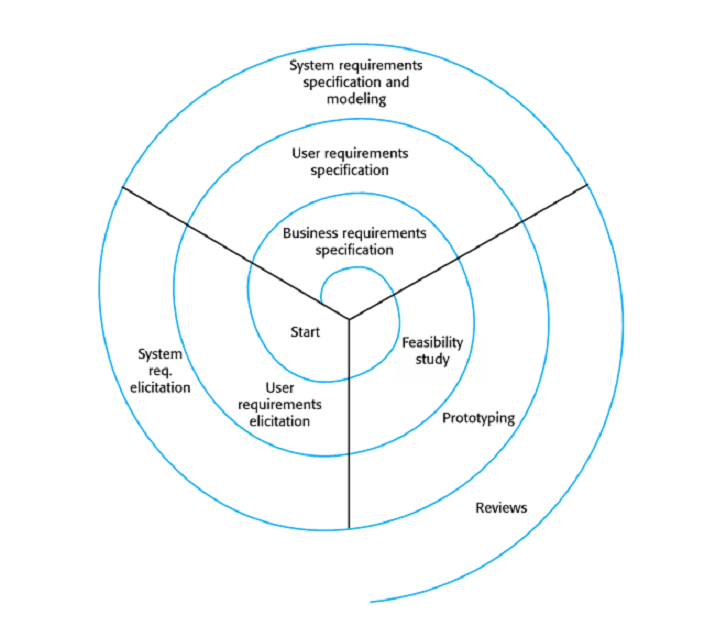 System requirements
specification and
modeling
User requirements
specification
Business requirements
specification
Start
Feasibility
study
System
req.
elicitation
User
requirements
elicitation
Prototyping
Reviews